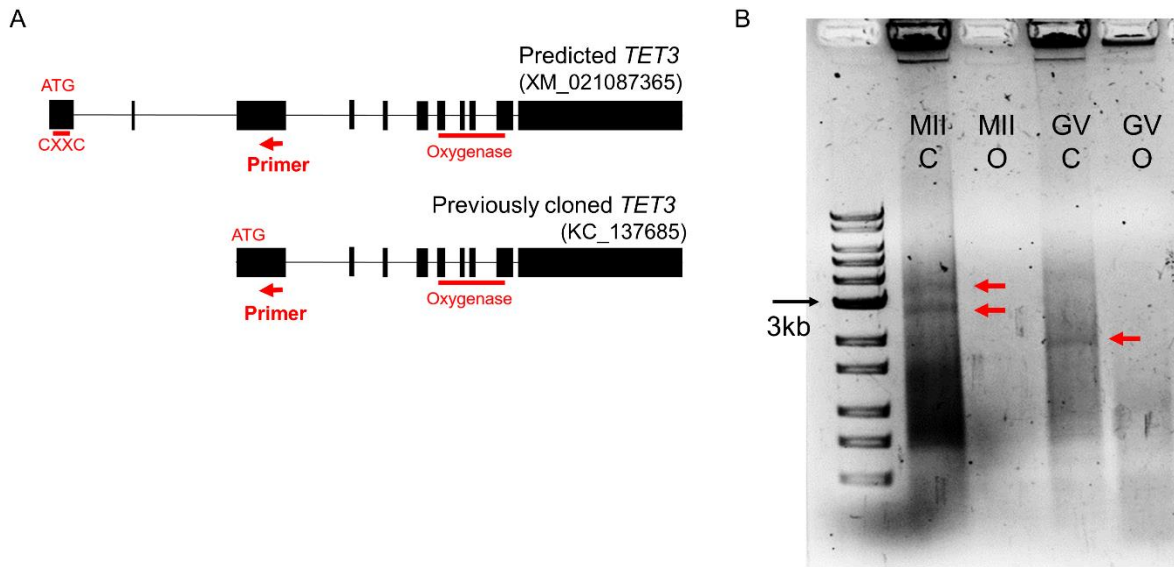 A
Predicted TET3
(XM_021087365)
ATG
CXXC
Primer
Oxygenase
Previously cloned TET3
(KC_137685)
ATG
Primer
Oxygenase
B
MII MII GV GV
C O C O
3kb